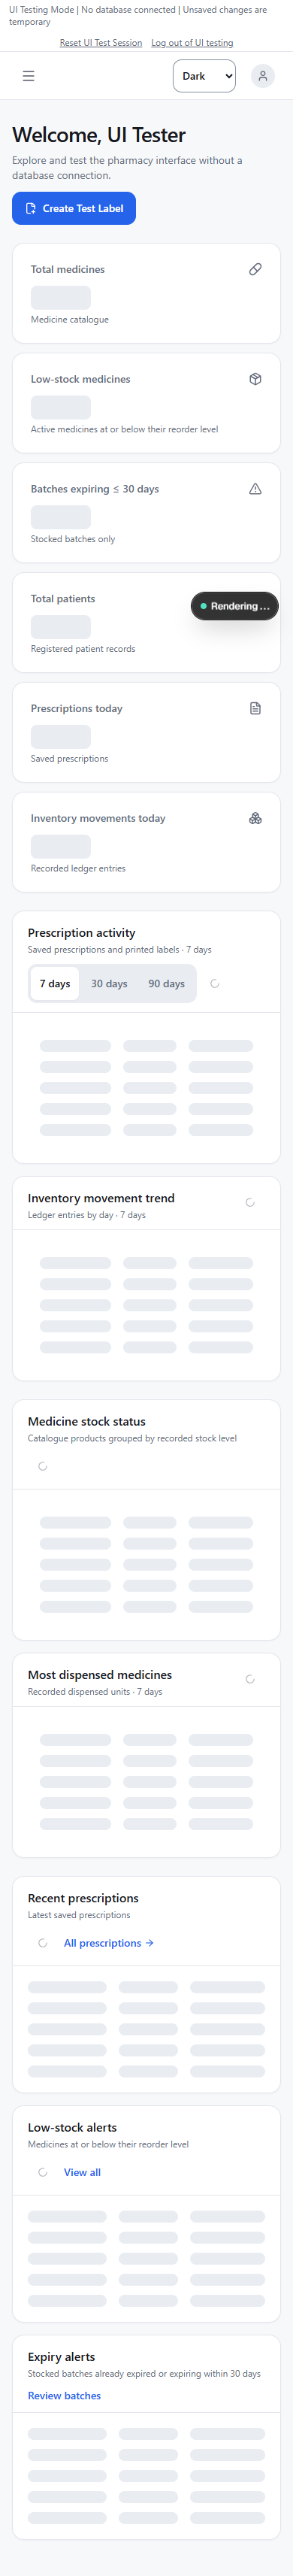 UI Testing Mode | No database connected | Unsaved changes are
temporary
Reset UI Test Session Log out of UI testing
Dark
Welcome, UI Tester
Explore and test the pharmacy interface without a
database connection.
Create Test Label
Total medicines
Medicine catalogue
Low-stock medicines
Active medicines at or below their reorder level
Batches expiring ≤ 30 days
Stocked batches only
Total patients
Rendering ...
Registered patient records
Prescriptions today
Saved prescriptions
Inventory movements today
Recorded ledger entries
Prescription activity
Saved prescriptions and printed labels · 7 days
7 days 30 days 90 days
Inventory movement trend
Ledger entries by day · 7 days
Medicine stock status
Catalogue products grouped by recorded stock level
Most dispensed medicines
Recorded dispensed units · 7 days
Recent prescriptions
Latest saved prescriptions
All prescriptions →
Low-stock alerts
Medicines at or below their reorder level
View all
Expiry alerts
Stocked batches already expired or expiring within 30 days
Review batches